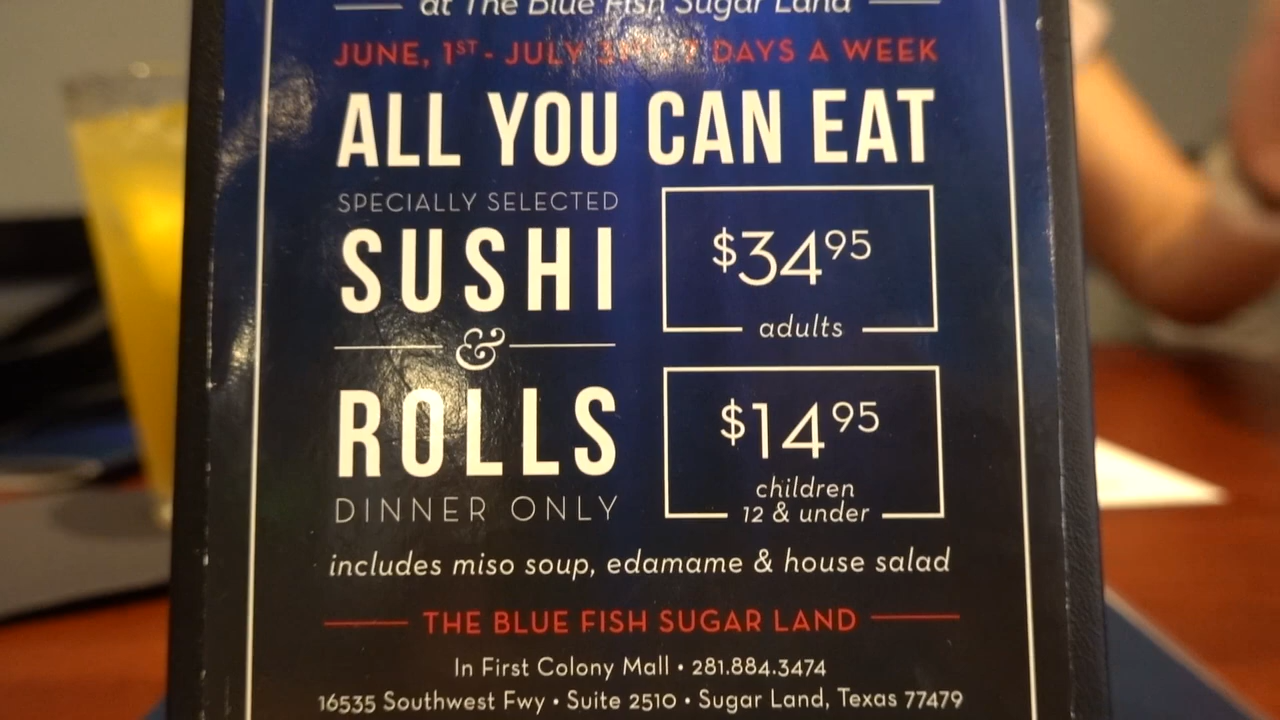 at The Blue Fish Sugar Land
JUNE, 1ST - JULY 31ST 7 DAYS A WEEK
ALL YOU CAN EAT
SPECIALLY SELECTED
SUSHI
&
ROLLS
DINNER ONLY
$34.95
adults
$14.95
children
12 & under
includes miso soup, edamame & house salad
THE BLUE FISH SUGAR LAND
In First Colony Mall • 281.884.3474
16535 Southwest Fwy • Suite 2510 • Sugar Land, Texas 77479